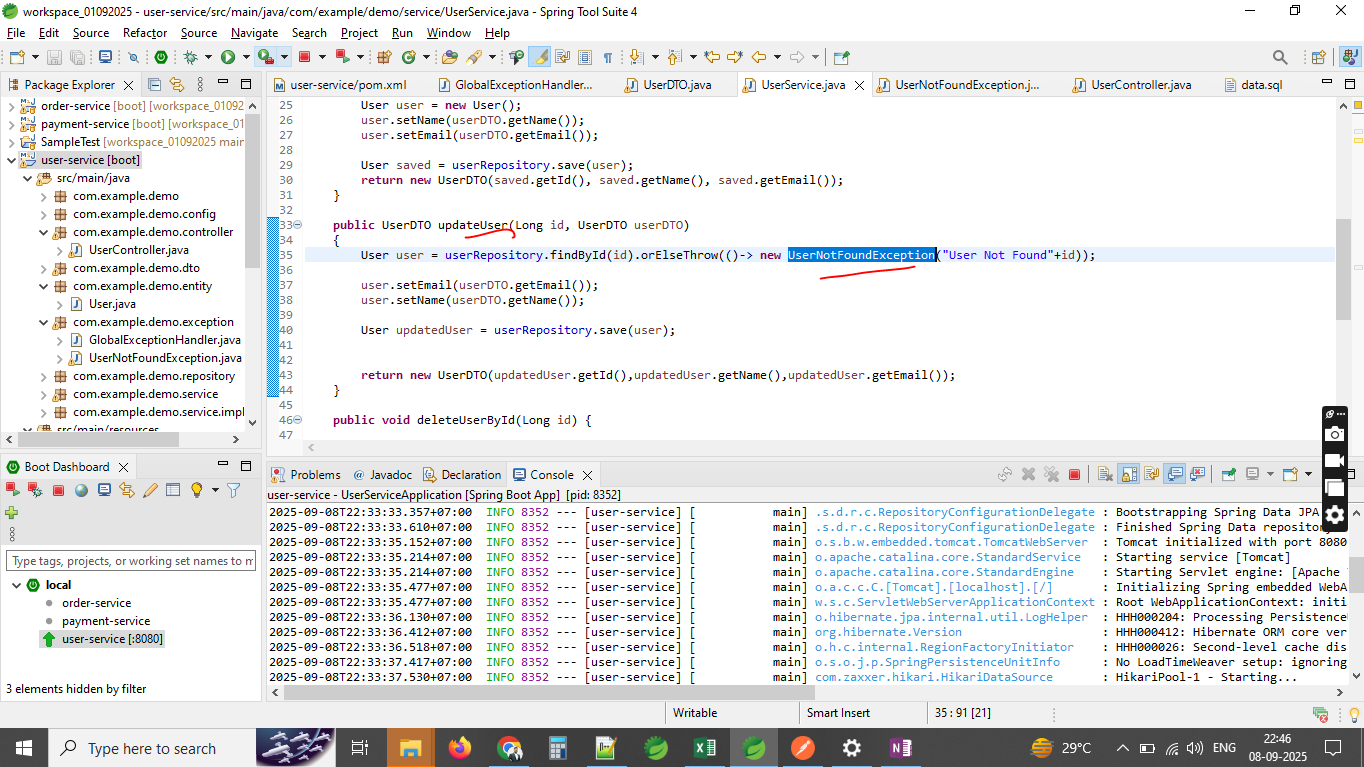 workspace_01092025 - user-service/src/main/java/com/example/demo/service/UserService.java - Spring Tool Suite 4
File Edit Source Refactor Source Navigate Search Project Run Window Help
Package Explorer
user-service/pom.xml GlobalExceptionHandler... UserDTO.java UserService.java UserNotFoundException.j... UserController.java data.sql
order-service [boot] [workspace_01092
payment-service [boot] [workspace_01
SampleTest [workspace_01092025 main
user-service [boot]
src/main/java
com.example.demo
com.example.demo.config
com.example.demo.controller
UserController.java
com.example.demo.dto
com.example.demo.entity
User.java
com.example.demo.exception
GlobalExceptionHandler.java
UserNotFoundException.java
com.example.demo.repository
com.example.demo.service
com.example.demo.service.impl
src/main/resources
25 User user = new User();
26 user.setName(userDTO.getName());
27 user.setEmail(userDTO.getEmail());
28
29 User saved = userRepository.save(user);
30 return new UserDTO(saved.getId(), saved.getName(), saved.getEmail());
31 }
32
33 public UserDTO updateUser(Long id, UserDTO userDTO)
34 {
35 User user = userRepository.findById(id).orElseThrow(()-> new UserNotFoundException("User Not Found"+id));
36
37 user.setEmail(userDTO.getEmail());
38 user.setName(userDTO.getName());
39
40 User updatedUser = userRepository.save(user);
41
42
43 return new UserDTO(updatedUser.getId(),updatedUser.getName(),updatedUser.getEmail());
44 }
45
46 public void deleteUserById(Long id) {
47
Boot Dashboard
Type tags, projects, or working set names to m
local
order-service
payment-service
user-service [:8080]
3 elements hidden by filter
Problems @ Javadoc Declaration Console
user-service - UserServiceApplication [Spring Boot App] [pid: 8352]
2025-09-08T22:33:33.357+07:00 INFO 8352 --- [user-service] [ main] .s.d.r.c.RepositoryConfigurationDelegate : Bootstrapping Spring Data JPA
2025-09-08T22:33:33.610+07:00 INFO 8352 --- [user-service] [ main] .s.d.r.c.RepositoryConfigurationDelegate : Finished Spring Data repository
2025-09-08T22:33:35.152+07:00 INFO 8352 --- [user-service] [ main] o.s.b.w.embedded.tomcat.TomcatWebServer : Tomcat initialized with port 8080
2025-09-08T22:33:35.214+07:00 INFO 8352 --- [user-service] [ main] o.apache.catalina.core.StandardService : Starting service [Tomcat]
2025-09-08T22:33:35.214+07:00 INFO 8352 --- [user-service] [ main] o.apache.catalina.core.StandardEngine : Starting Servlet engine: [Apache
2025-09-08T22:33:35.477+07:00 INFO 8352 --- [user-service] [ main] o.a.c.c.C.[Tomcat].[localhost].[/] : Initializing Spring embedded WebA
2025-09-08T22:33:35.477+07:00 INFO 8352 --- [user-service] [ main] w.s.c.ServletWebServerApplicationContext : Root WebApplicationContext: initi
2025-09-08T22:33:36.130+07:00 INFO 8352 --- [user-service] [ main] o.hibernate.jpa.internal.util.LogHelper : HHH000204: Processing Persistence
2025-09-08T22:33:36.412+07:00 INFO 8352 --- [user-service] [ main] org.hibernate.Version : HHH000412: Hibernate ORM core ver
2025-09-08T22:33:36.518+07:00 INFO 8352 --- [user-service] [ main] o.h.c.internal.RegionFactoryInitiator : HHH000026: Second-level cache dis
2025-09-08T22:33:37.417+07:00 INFO 8352 --- [user-service] [ main] o.s.o.j.p.SpringPersistenceUnitInfo : No LoadTimeWeaver setup: ignoring
2025-09-08T22:33:37.530+07:00 INFO 8352 --- [user-service] [ main] com.zaxxer.hikari.HikariDataSource : HikariPool-1 - Starting...
Writable Smart Insert 35 : 91 [21]
Type here to search
29°C ENG 22:46
08-09-2025